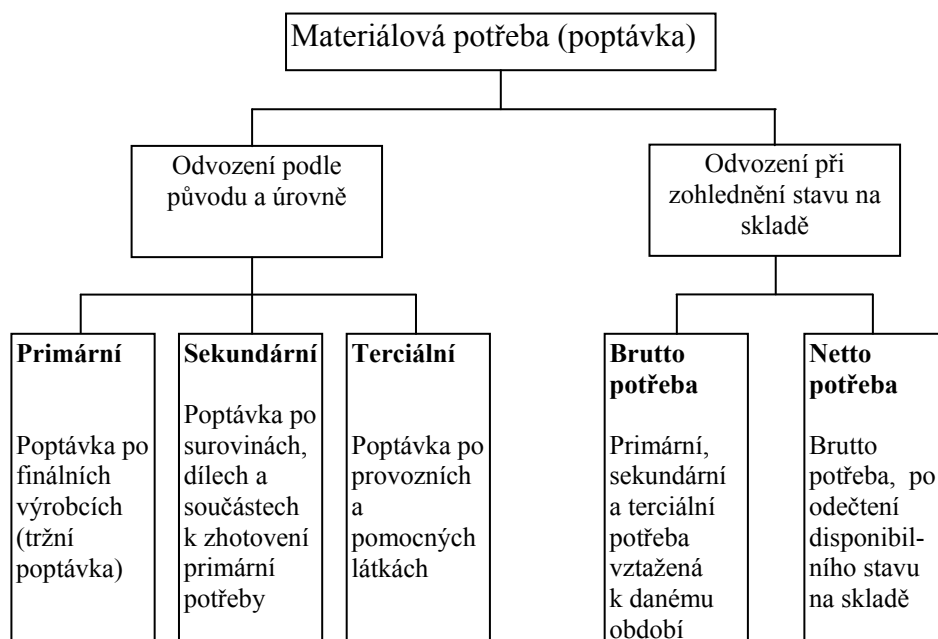 Materiálová potřeba (poptávka)
Odvození podle
původu a úrovně
Odvození při
zohlednění stavu na
skladě
Primární
Poptávka po
finálních
výrobcích
(tržní
poptávka)
Sekundární
Poptávka po
surovinách,
dílech a
součástech
k zhotovení
primární
potřeby
Terciální
Poptávka po
provozních
a
pomocných
látkách
Brutto
potřeba
Primární,
sekundární
a terciální
potřeba
vztažená
k danému
období
Netto
potřeba
Brutto
potřeba, po
odečtení
disponibil-
ního stavu
na skladě